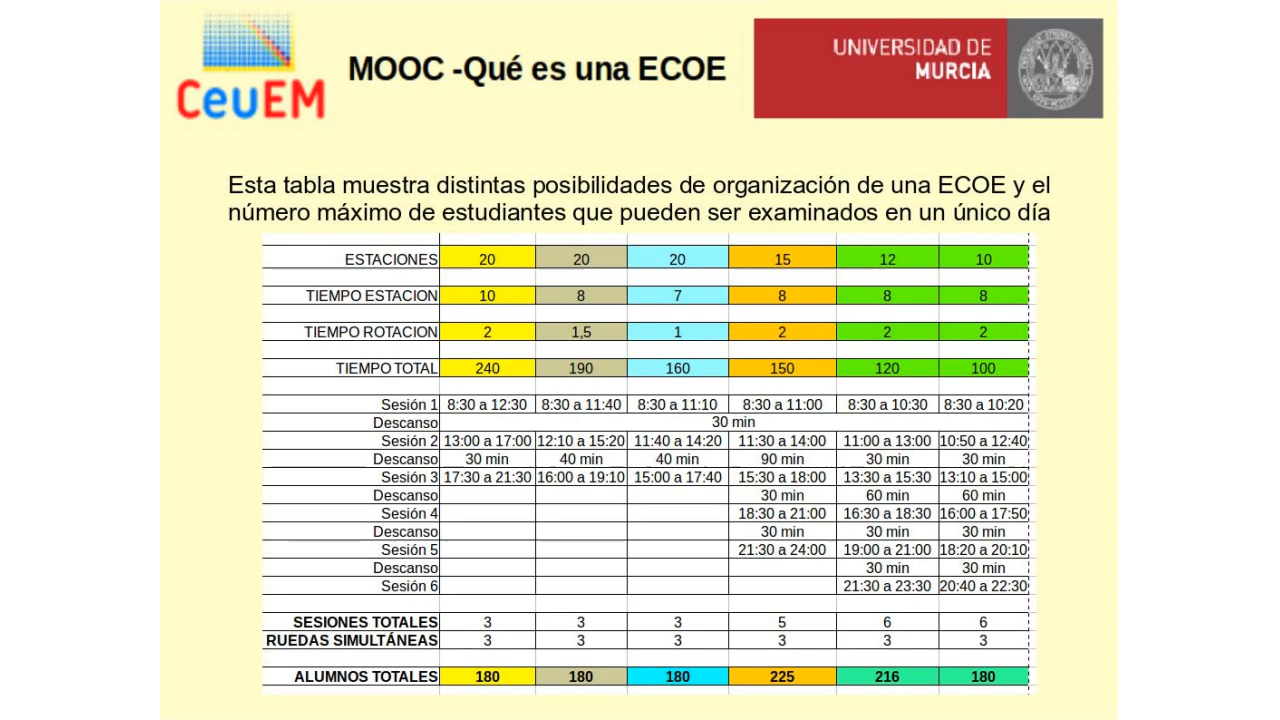 CeuEM
MOOC -Qué es una ECOE
UNIVERSIDAD DE
MURCIA
Esta tabla muestra distintas posibilidades de organización de una ECOE y el
número máximo de estudiantes que pueden ser examinados en un único día
ESTACIONES 20 20 20 15 12 10
TIEMPO ESTACION 10 8 7 8 8 8
TIEMPO ROTACION 2 1,5 1 2 2 2
TIEMPO TOTAL 240 190 160 150 120 100
Sesión 1 8:30 a 12:30 8:30 a 11:40 8:30 a 11:10 8:30 a 11:00 8:30 a 10:30 8:30 a 10:20
Descanso 30 min
Sesión 2 13:00 a 17:00 12:10 a 15:20 11:40 a 14:20 11:30 a 14:00 11:00 a 13:00 10:50 a 12:40
Descanso 30 min 40 min 40 min 90 min 30 min 30 min
Sesión 3 17:30 a 21:30 16:00 a 19:10 15:00 a 17:40 15:30 a 18:00 13:30 a 15:30 13:10 a 15:00
Descanso 30 min 60 min 60 min
Sesión 4 18:30 a 21:00 16:30 a 18:30 16:00 a 17:50
Descanso 30 min 30 min 30 min
Sesión 5 21:30 a 24:00 19:00 a 21:00 18:20 a 20:10
Descanso 30 min 30 min
Sesión 6 21:30 a 23:30 20:40 a 22:30
SESIONES TOTALES 3 3 3 5 6 6
RUEDAS SIMULTÁNEAS 3 3 3 3 3 3
ALUMNOS TOTALES 180 180 180 225 216 180